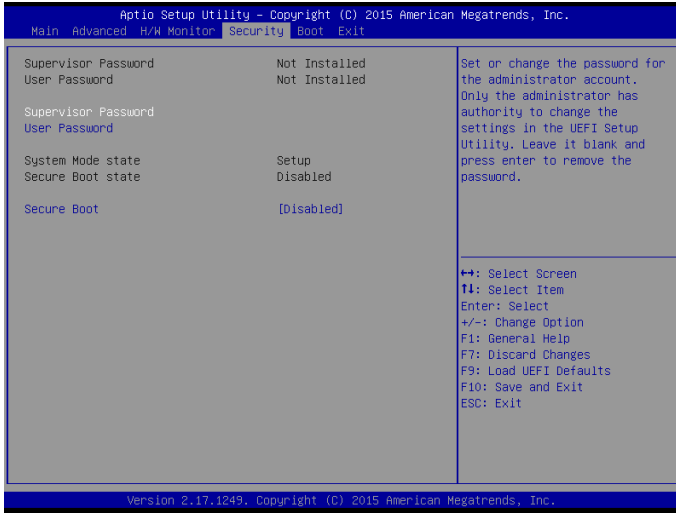 Aptio Setup Utility – Copyright (C) 2015 American Megatrends, Inc.
Main Advanced H/W Monitor Security Boot Exit
Supervisor Password Not Installed
User Password Not Installed
Supervisor Password
User Password
System Mode state Setup
Secure Boot state Disabled
Secure Boot [Disabled]
Set or change the password for
the administrator account.
Only the administrator has
authority to change the
settings in the UEFI Setup
Utility. Leave it blank and
press enter to remove the
password.
↔: Select Screen
↑↓: Select Item
Enter: Select
+/-: Change Option
F1: General Help
F7: Discard Changes
F9: Load UEFI Defaults
F10: Save and Exit
ESC: Exit
Version 2.17.1249. Copyright (C) 2015 American Megatrends, Inc.